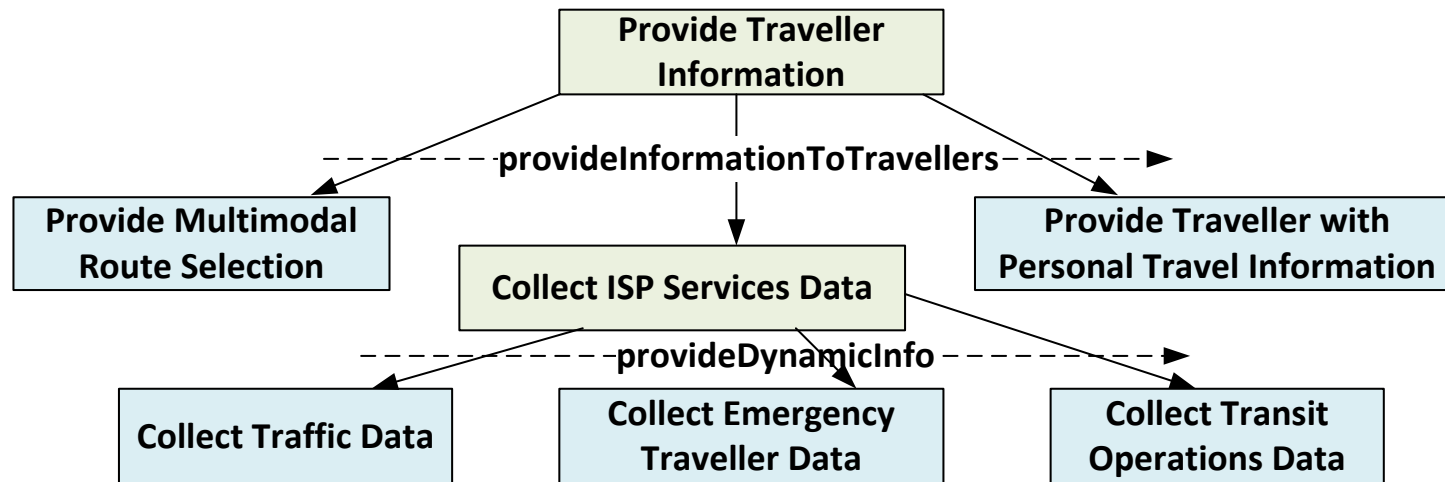 Provide Traveller
Information
provideInformationToTravellers
Provide Multimodal
Route Selection
Provide Traveller with
Personal Travel Information
Collect ISP Services Data
provideDynamicInfo
Collect Traffic Data
Collect Emergency
Traveller Data
Collect Transit
Operations Data